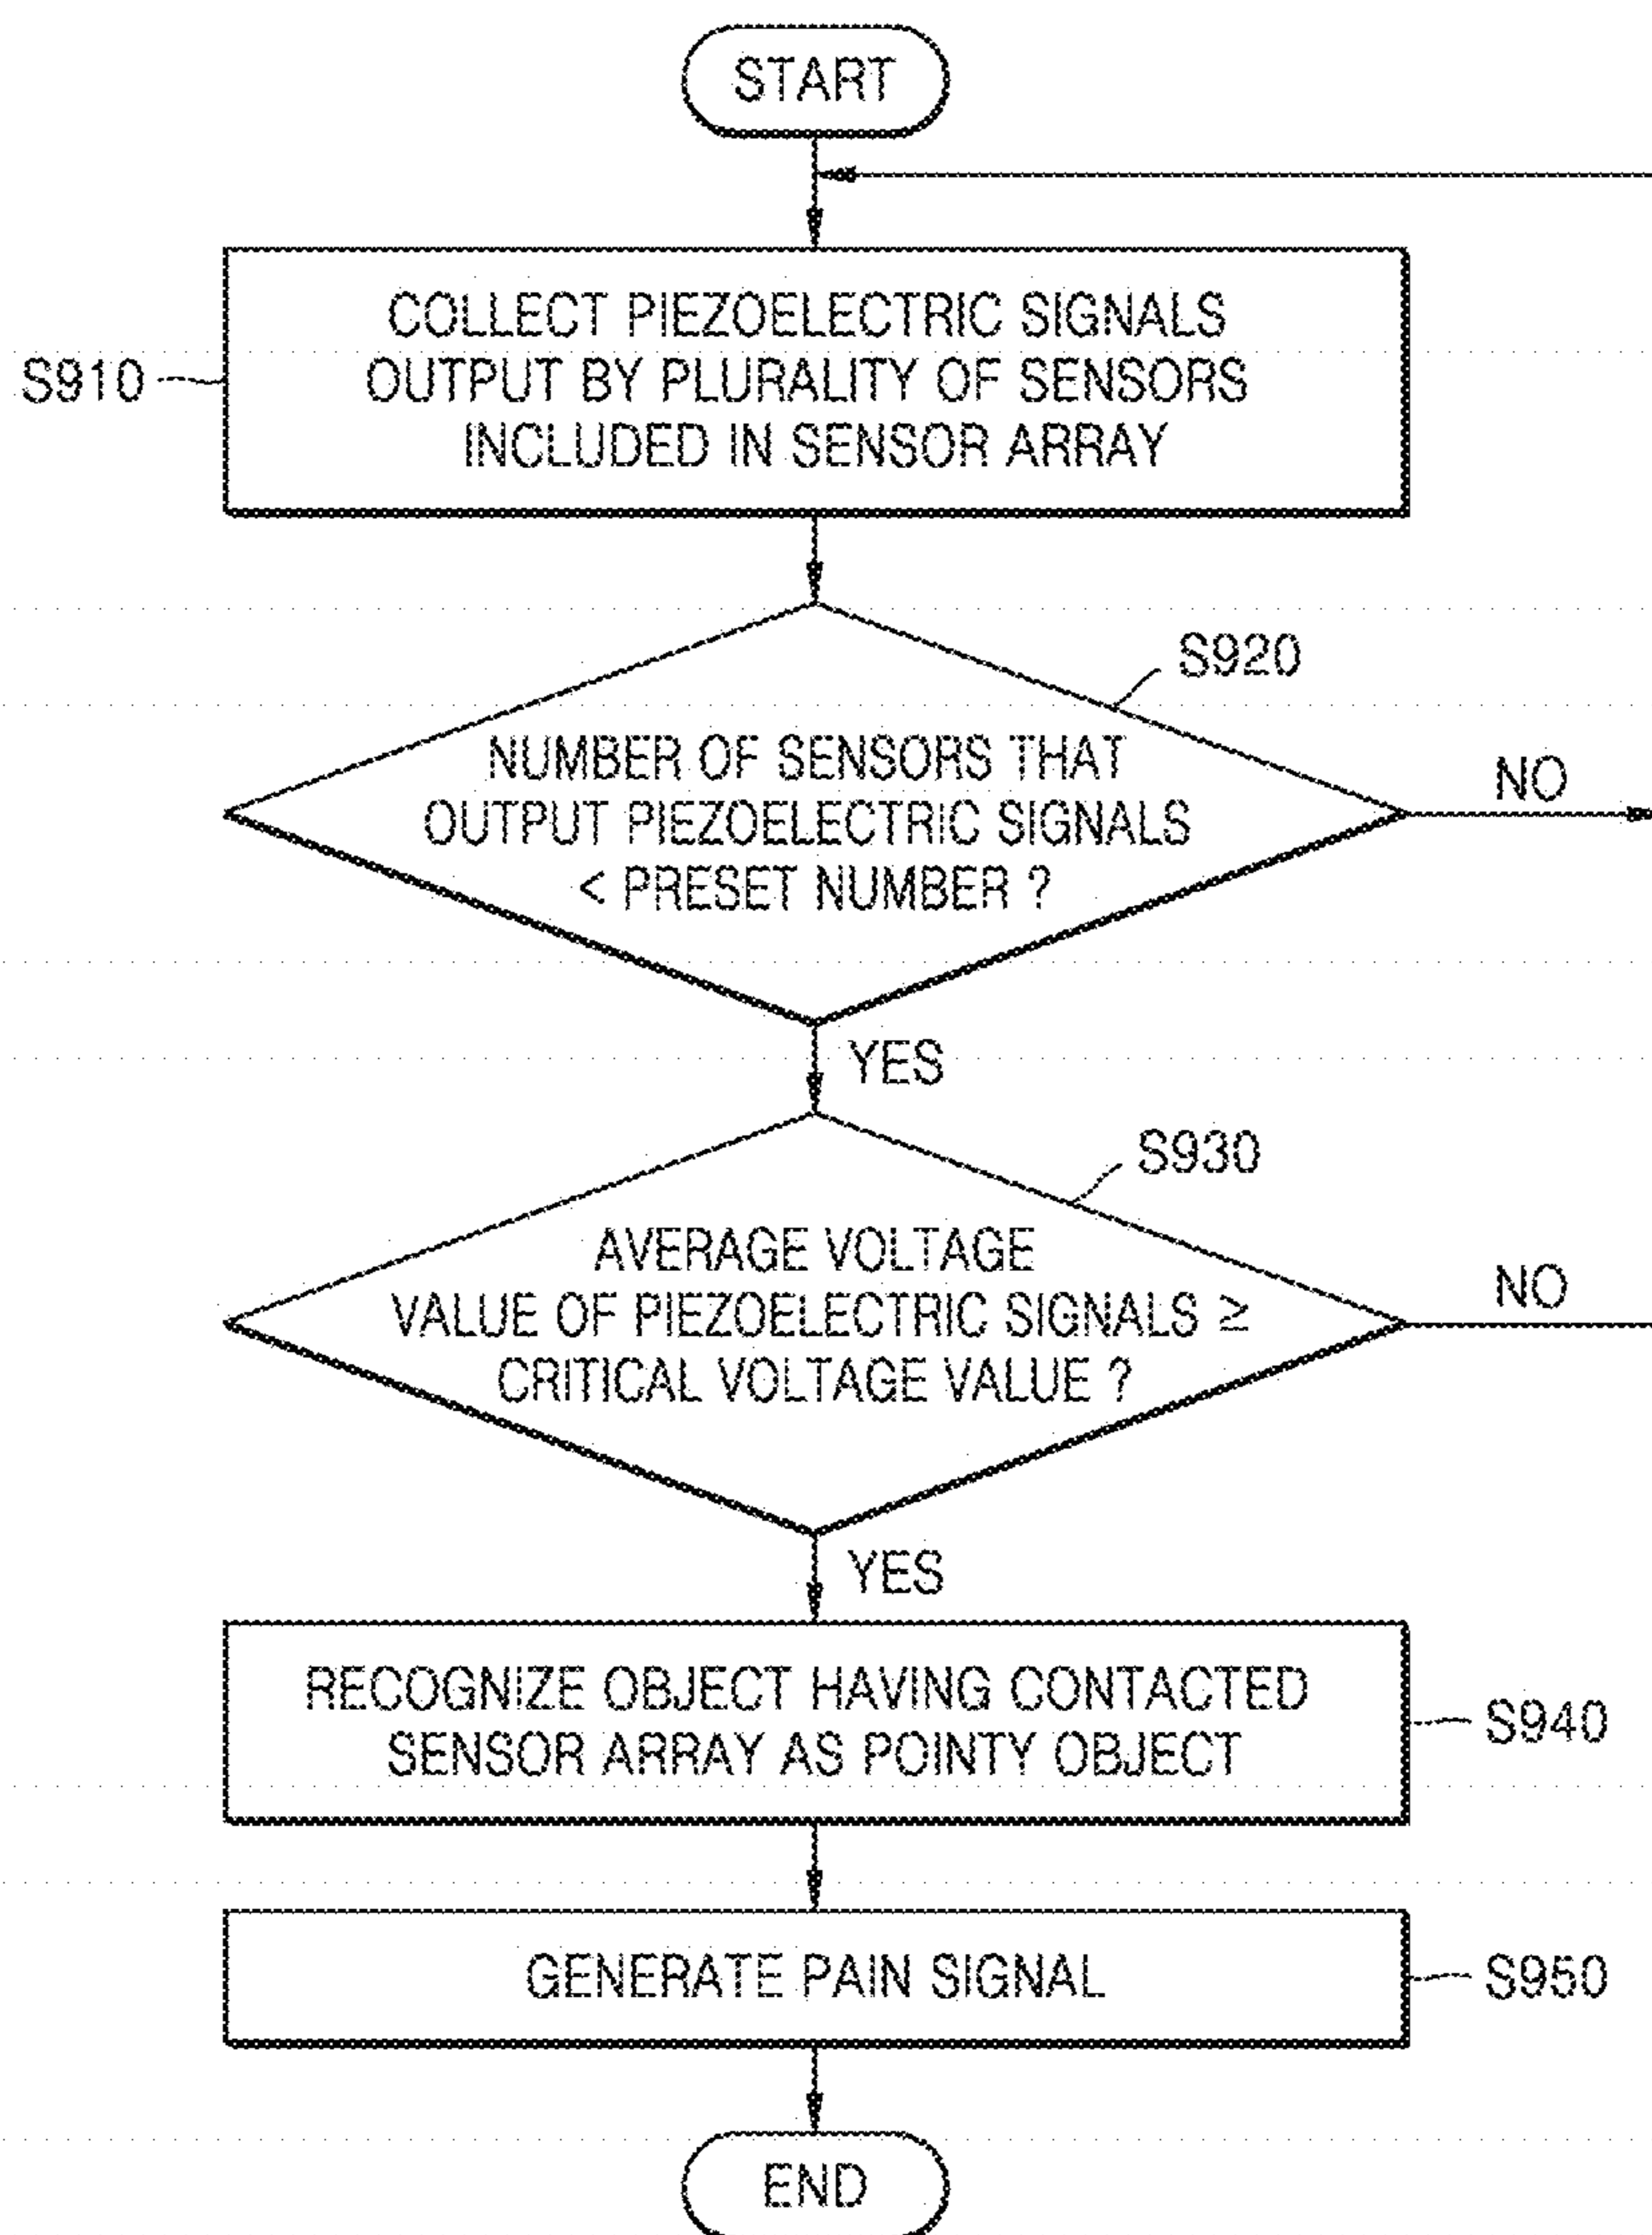 START
COLLECT PIEZOELECTRIC SIGNALS
OUTPUT BY PLURALITY OF SENSORS
INCLUDED IN SENSOR ARRAY
S910
S920
NUMBER OF SENSORS THAT
OUTPUT PIEZOELECTRIC SIGNALS
< PRESET NUMBER ?
NO
YES
S930
AVERAGE VOLTAGE
VALUE OF PIEZOELECTRIC SIGNALS ≥
CRITICAL VOLTAGE VALUE ?
NO
YES
RECOGNIZE OBJECT HAVING CONTACTED
SENSOR ARRAY AS POINTY OBJECT
S940
GENERATE PAIN SIGNAL
S950
END